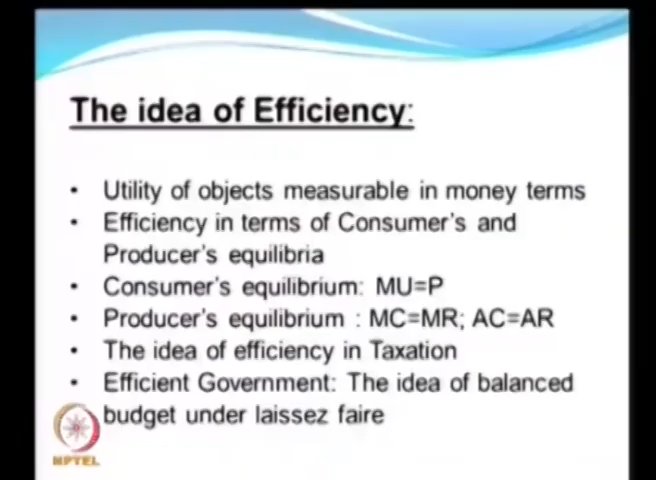 The idea of Efficiency:
• Utility of objects measurable in money terms
• Efficiency in terms of Consumer's and
Producer's equilibria
• Consumer's equilibrium: MU=P
• Producer's equilibrium : MC=MR; AC=AR
• The idea of efficiency in Taxation
• Efficient Government: The idea of balanced
budget under laissez faire
NPTEL